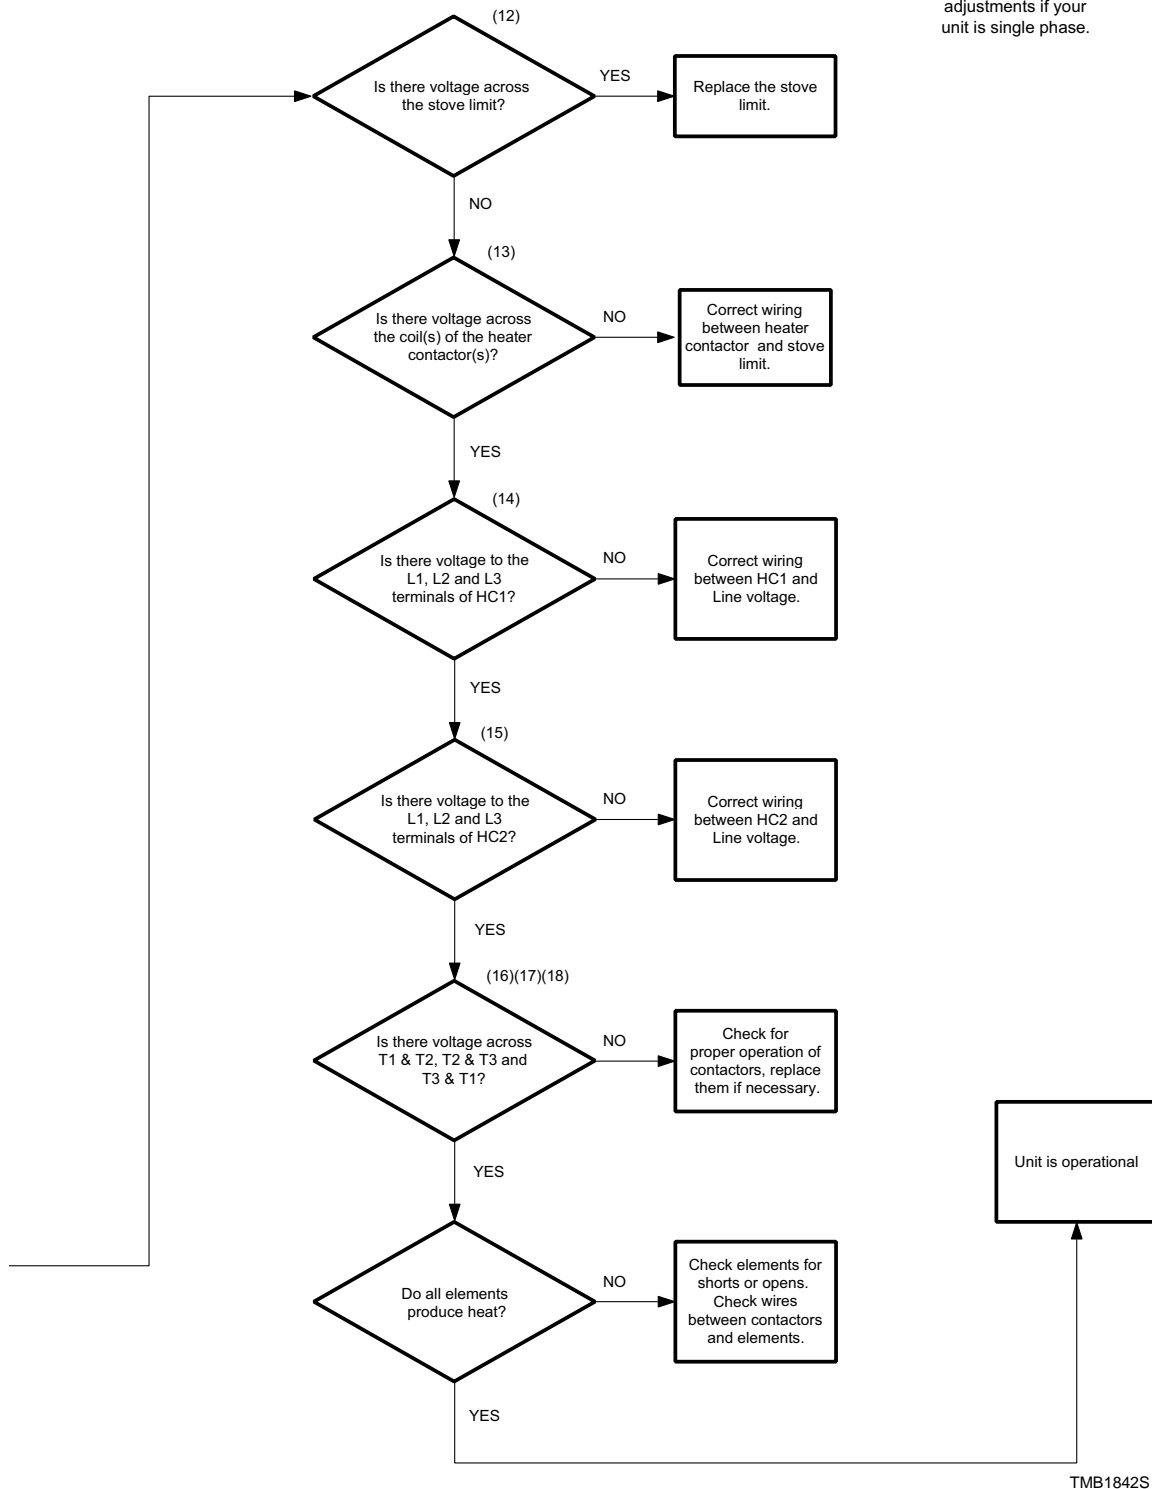 adjustments if your
unit is single phase.
(12)
Is there voltage across
the stove limit?
YES
Replace the stove
limit.
NO
(13)
Is there voltage across
the coil(s) of the heater
contactor(s)?
NO
Correct wiring
between heater
contactor and stove
limit.
YES
(14)
Is there voltage to the
L1, L2 and L3
terminals of HC1?
NO
Correct wiring
between HC1 and
Line voltage.
YES
(15)
Is there voltage to the
L1, L2 and L3
terminals of HC2?
NO
Correct wiring
between HC2 and
Line voltage.
YES
(16)(17)(18)
Is there voltage across
T1 & T2, T2 & T3 and
T3 & T1?
NO
Check for
proper operation of
contactors, replace
them if necessary.
YES
Unit is operational
Do all elements
produce heat?
NO
Check elements for
shorts or opens.
Check wires
between contactors
and elements.
YES
TMB1842S